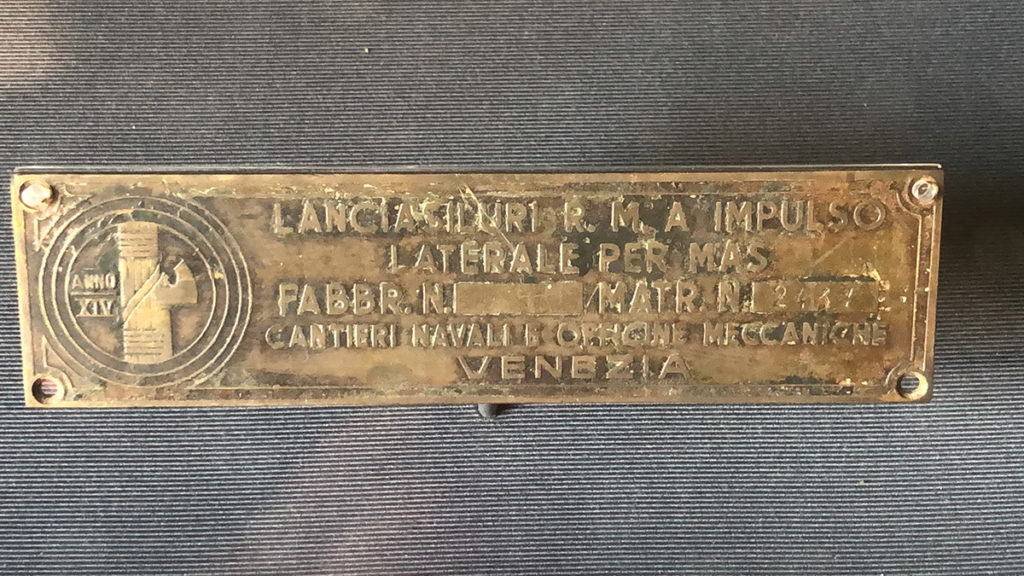 ANNO
XIV
LANCIASILURI R. M. A IMPULSO
LATERALE PER MAS
FABBR. N. MATR. N.
CANTIERI NAVALI E OFFICINE MECCANICHE
VENEZIA